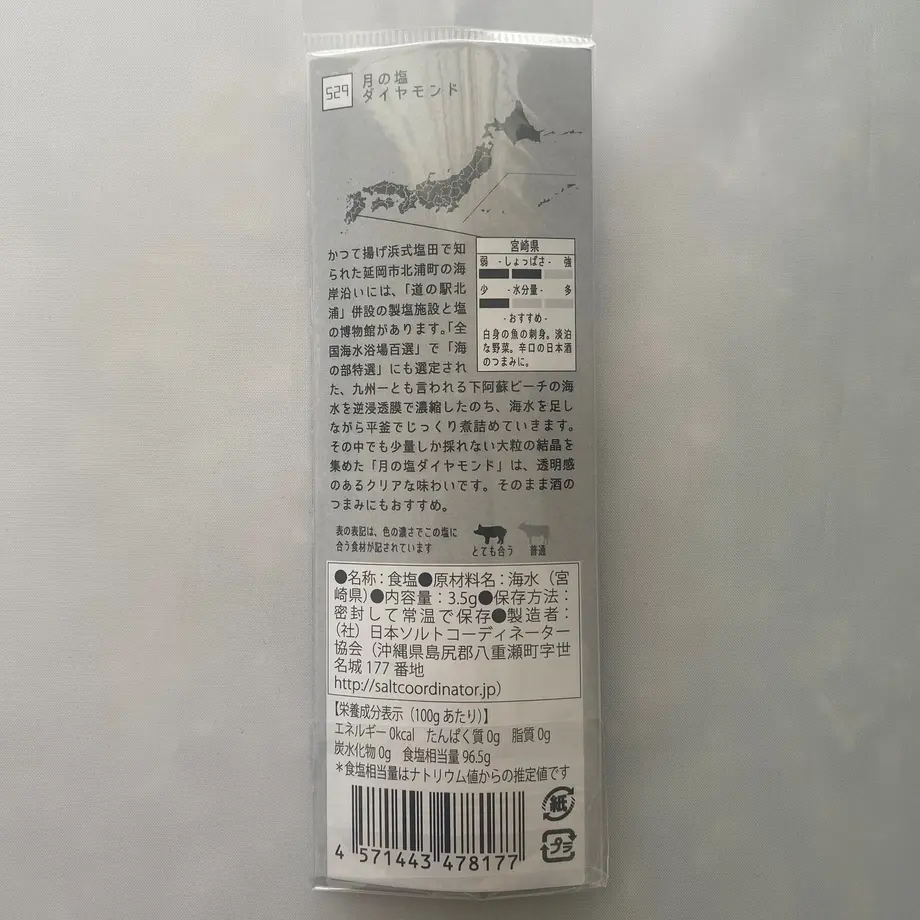 529
月の塩
ダイヤモンド
かつて揚げ浜式塩田で知
られた延岡市北浦町の海
岸沿いには、「道の駅北
浦」併設の製塩施設と塩
の博物館があります。「全
国海水浴場百選」で「海
の部特選」にも選定され
た、九州一とも言われる下阿蘇ビーチの海
水を逆浸透膜で濃縮したのち、海水を足し
ながら平釜でじっくり煮詰めていきます。
その中でも少量しか採れない大粒の結晶を
集めた「月の塩ダイヤモンド」は、透明感
のあるクリアな味わいです。そのまま酒の
つまみにもおすすめ。
宮崎県
弱 -しょっぱさ- 強
少 -水分量- 多
-おすすめ-
白身の魚の刺身。淡泊
な野菜。辛口の日本酒
のつまみに。
表の表記は、色の濃さでこの塩に
合う食材が記されています
とても合う 普通
●名称：食塩●原材料名：海水（宮
崎県）●内容量：3.5g●保存方法：
密封して常温で保存●製造者：
（社）日本ソルトコーディネーター
協会（沖縄県島尻郡八重瀬町字世
名城 177 番地
http://saltcoordinator.jp）
【栄養成分表示（100gあたり）】
エネルギー 0kcal たんぱく質 0g 脂質 0g
炭水化物 0g 食塩相当量 96.5g
＊食塩相当量はナトリウム値からの推定値です
4 571443 478177
紙
プラ